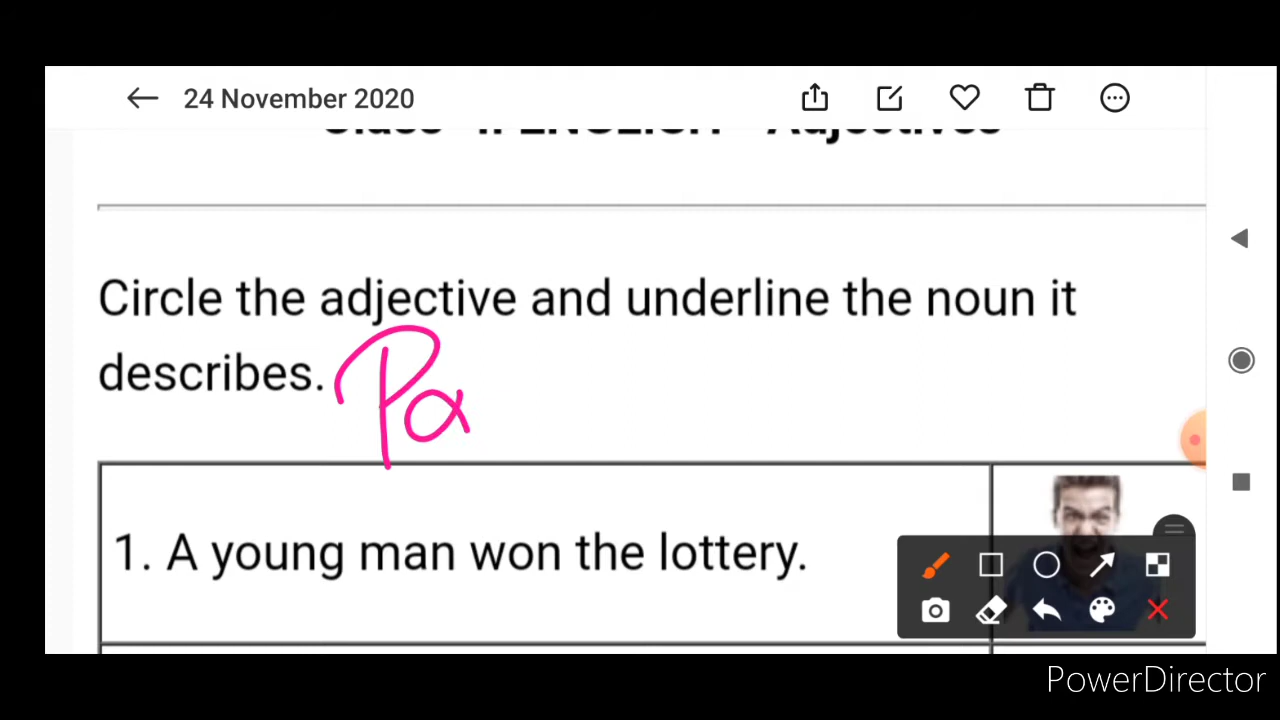 24 November 2020
Adjectives
Circle the adjective and underline the noun it
describes. Pa
1. A young man won the lottery.
PowerDirector